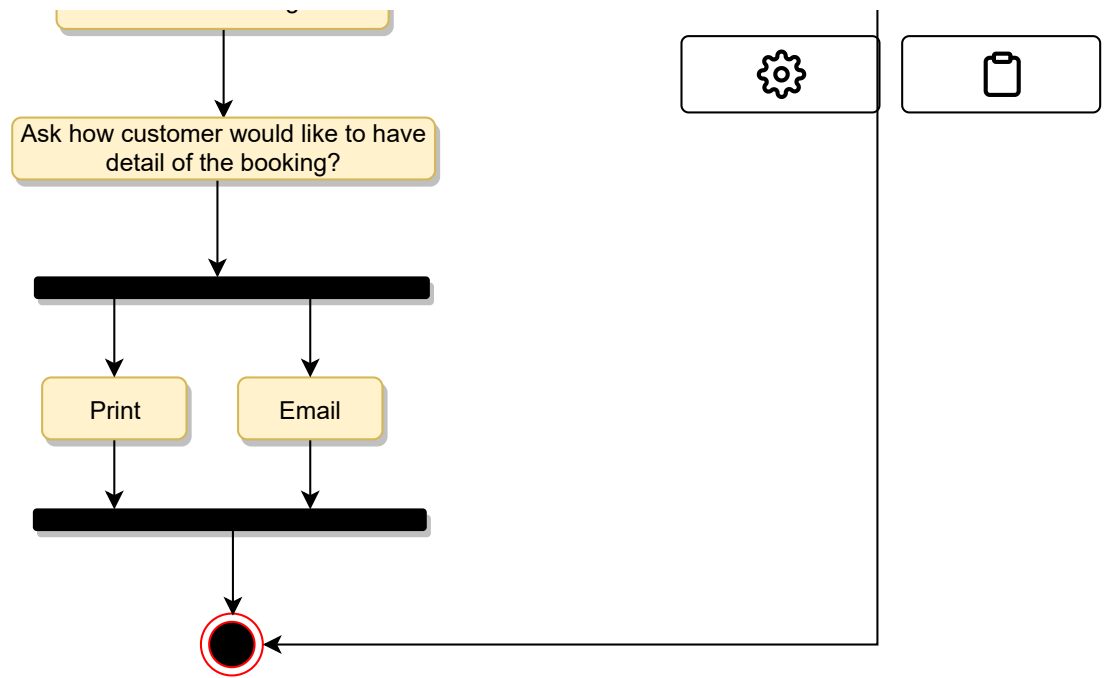 Ask how customer would like to have
detail of the booking?
Print
Email